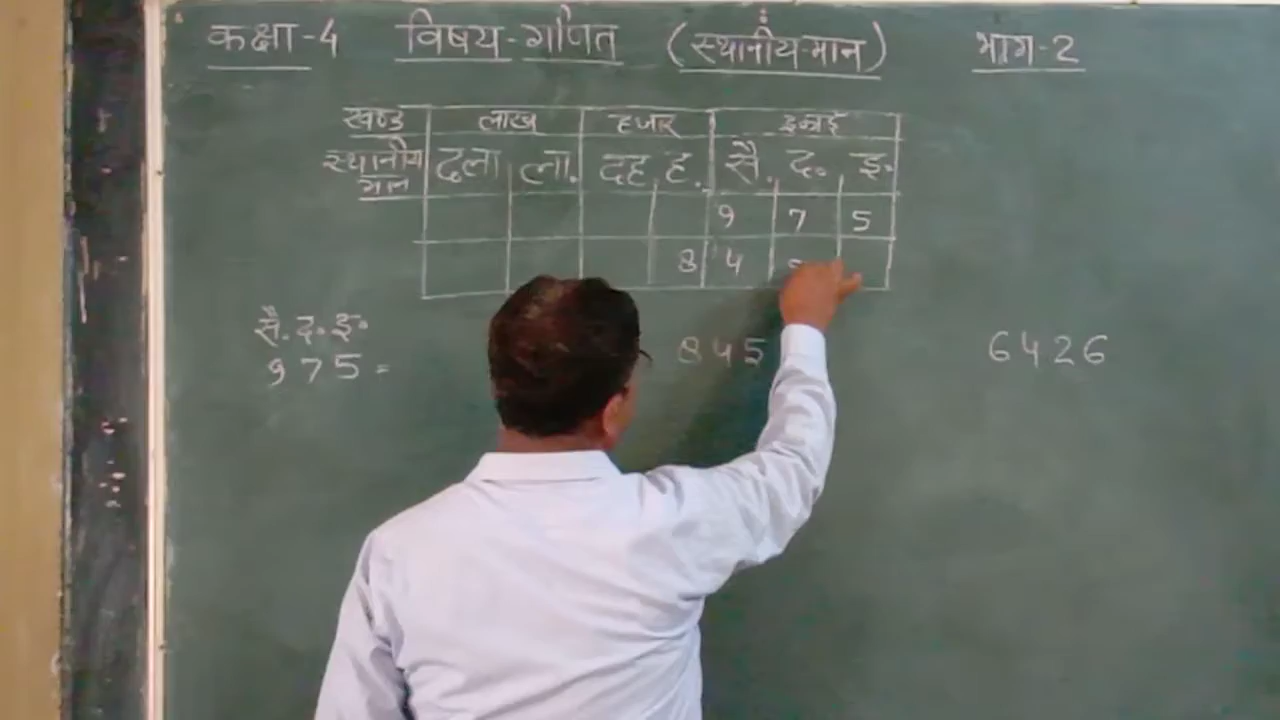 कक्षा-4 विषय-गणित (स्थानीय-मान) भाग-2
खण्ड लाख हजार इकाई
स्थानीय मान दला ला. दह ह. सै. द. इ.
9 7 5
8 4
सै. द. इ.
975 = 845 6426